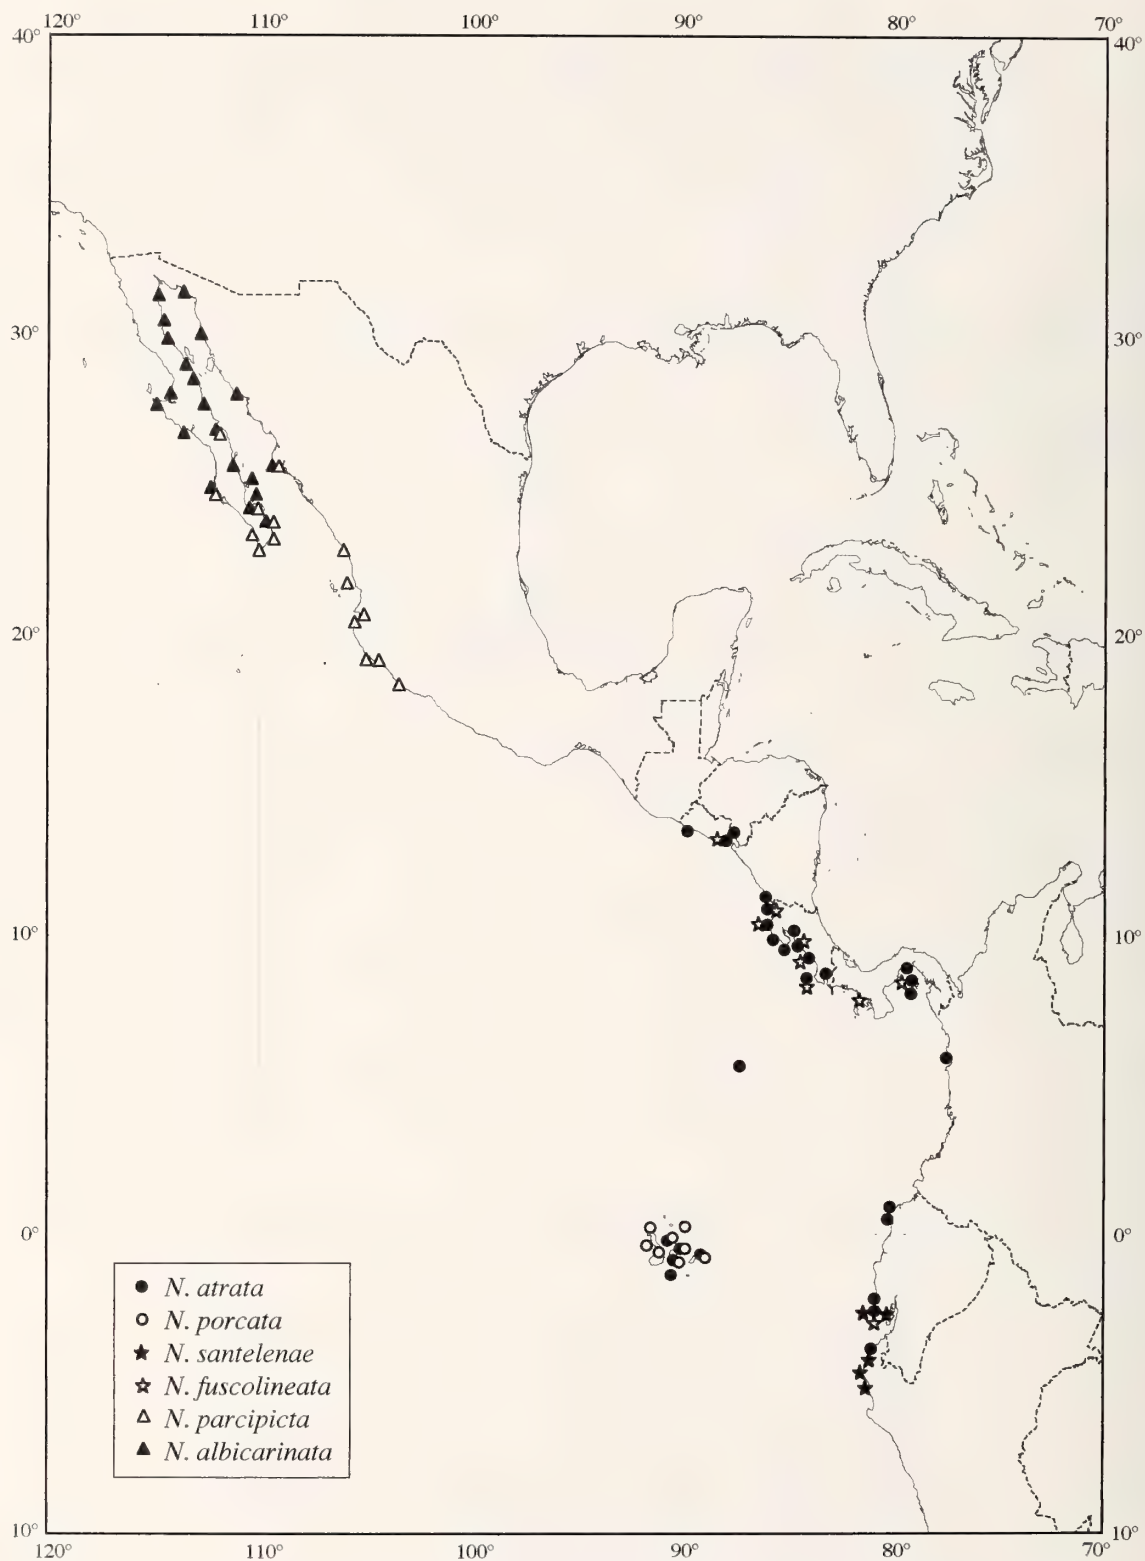 120° 110° 100° 90° 80° 70°
40° 40°
30° 30°
20° 20°
10° 10°
0° 0°
N. atrata
N. porcata
N. santelenae
N. fuscolineata
N. parcipicta
N. albicarinata
10° 10°
120° 110° 100° 90° 80° 70°